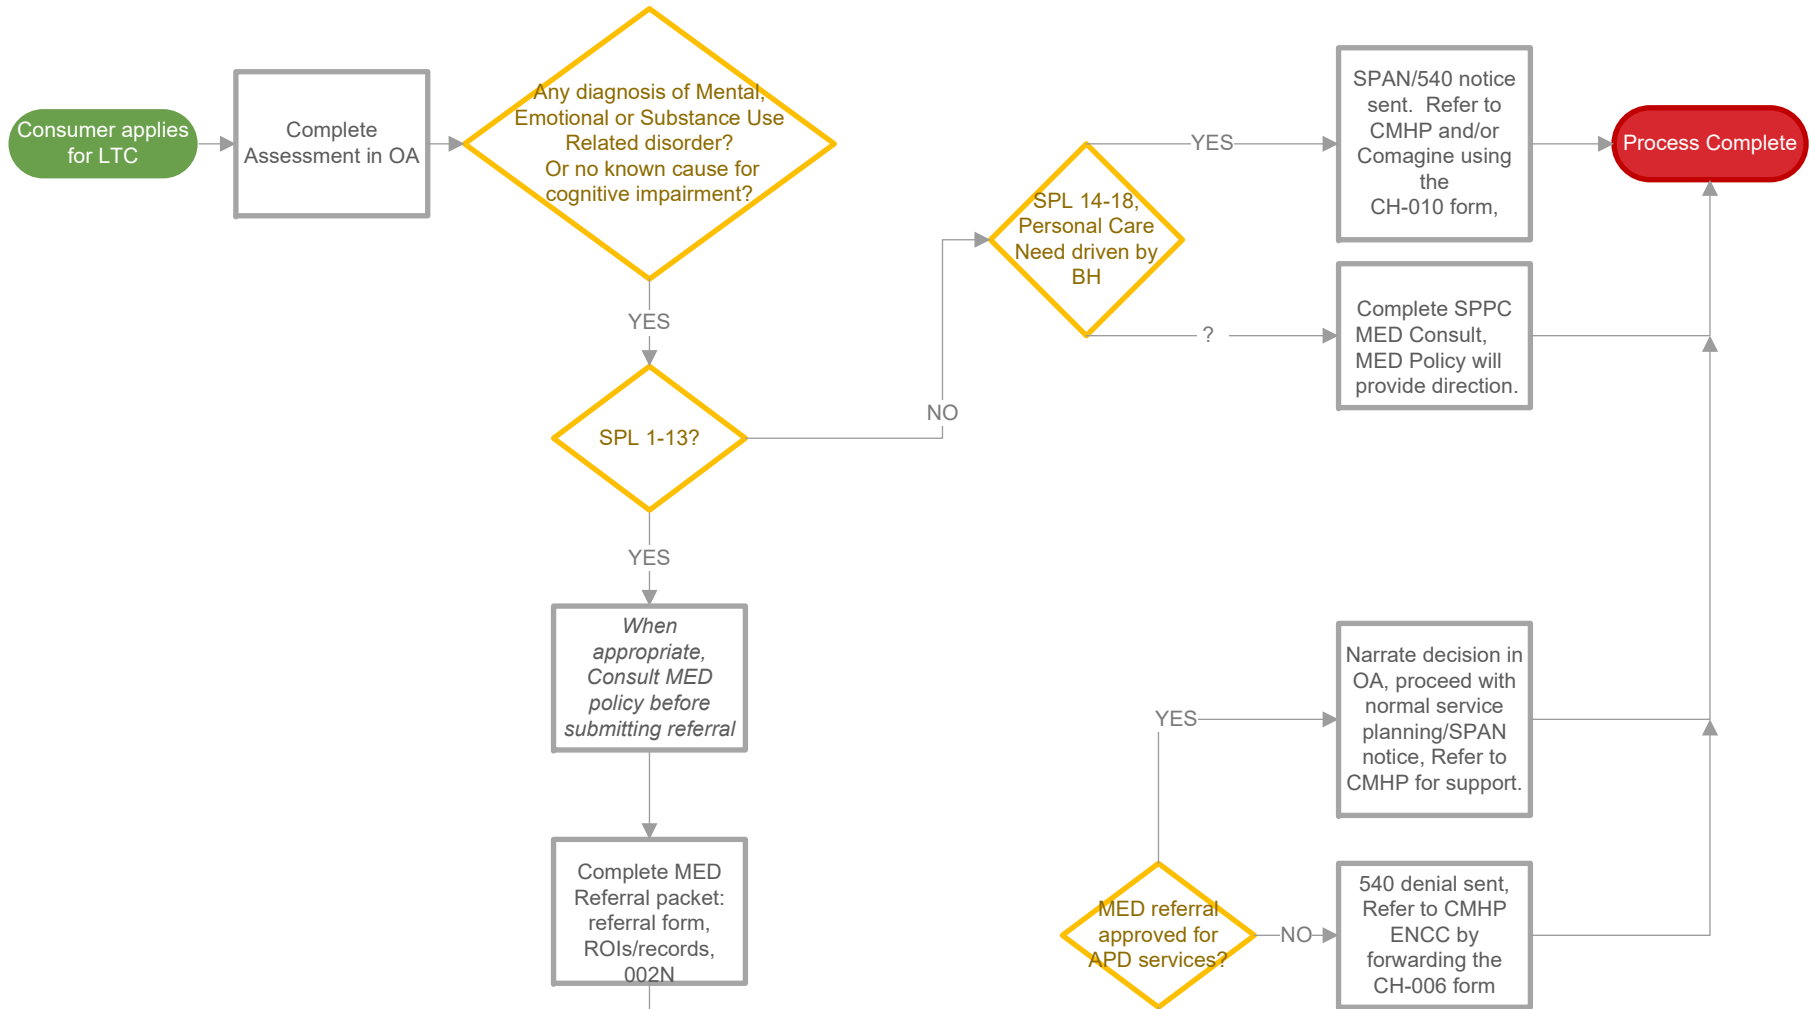 Consumer applies
for LTC
Complete
Assessment in OA
Any diagnosis of Mental,
Emotional or Substance Use
Related disorder?
Or no known cause for
cognitive impairment?
YES
SPL 1-13?
NO
YES
When
appropriate,
Consult MED
policy before
submitting referral
Complete MED
Referral packet:
referral form,
ROIs/records,
002N
SPL 14-18,
Personal Care
Need driven by
BH
YES
?
SPAN/540 notice
sent. Refer to
CMHP and/or
Comagine using
the
CH-010 form,
Process Complete
Complete SPPC
MED Consult,
MED Policy will
provide direction.
MED referral
approved for
APD services?
YES
NO
Narrate decision in
OA, proceed with
normal service
planning/SPAN
notice, Refer to
CMHP for support.
540 denial sent,
Refer to CMHP
ENCC by
forwarding the
CH-006 form